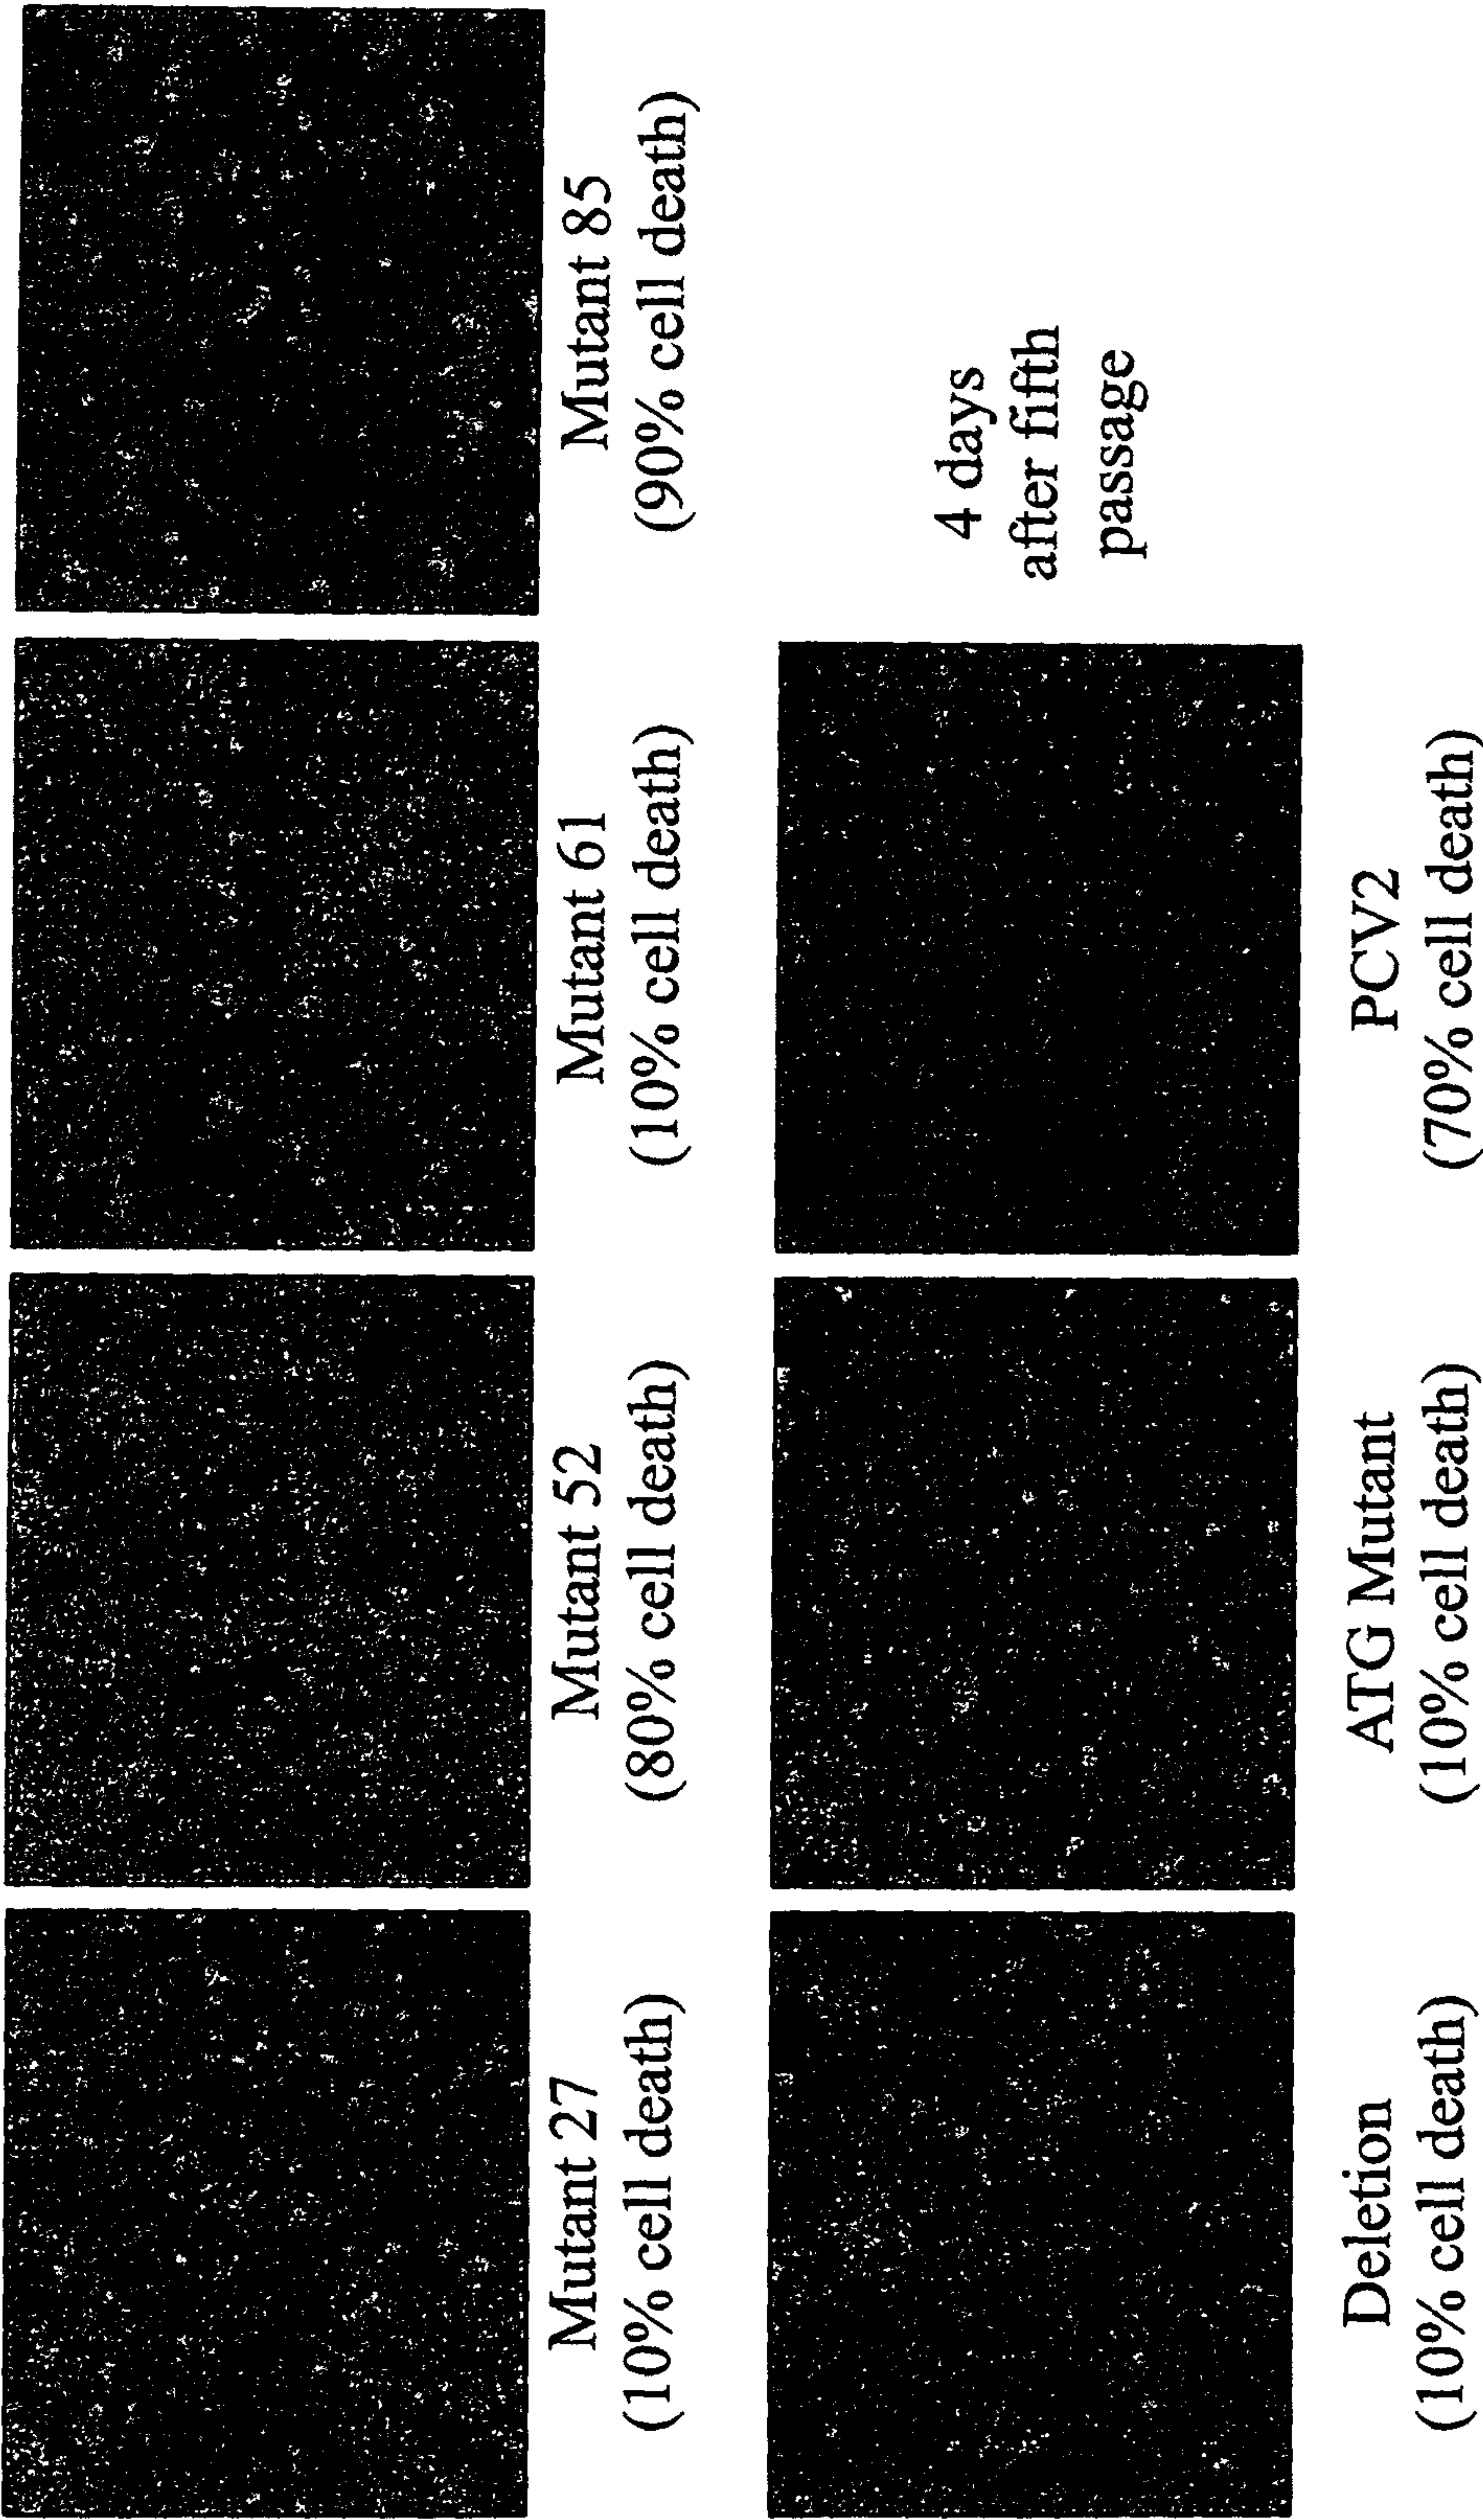 Mutant 27
(10% cell death)
Mutant 52
(80% cell death)
Mutant 61
(10% cell death)
Mutant 85
(90% cell death)
Deletion
(10% cell death)
ATG Mutant
(10% cell death)
PCV2
(70% cell death)
4 days
after fifth
passage